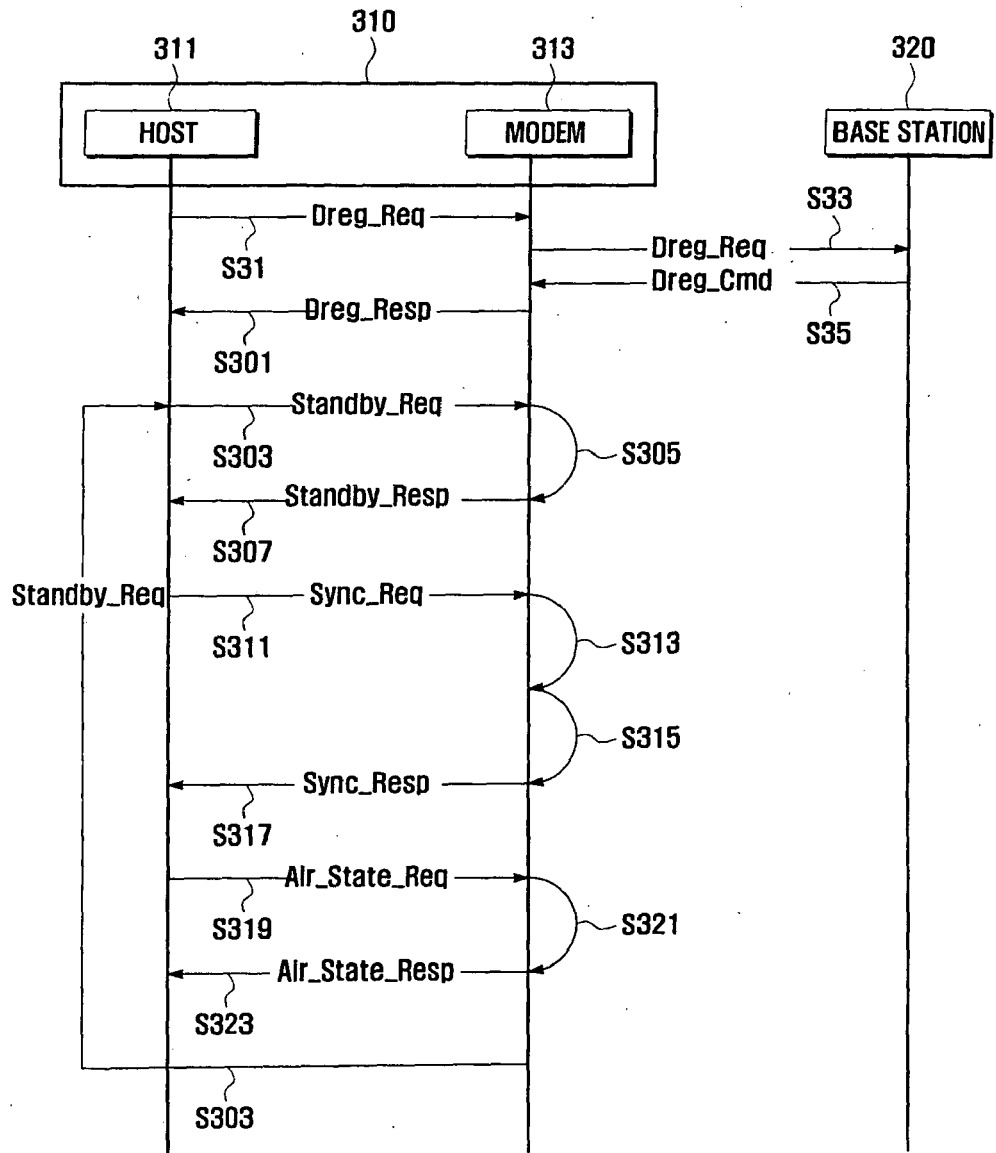 310
311
313
320
HOST
MODEM
BASE STATION
Dreg_Req
S31
S33
Dreg_Req
Dreg_Cmd
S35
Dreg_Resp
S301
Standby_Req
S303
S305
Standby_Resp
S307
Standby_Req
Sync_Req
S311
S313
S315
Sync_Resp
S317
Air_State_Req
S319
S321
Air_State_Resp
S323
S303